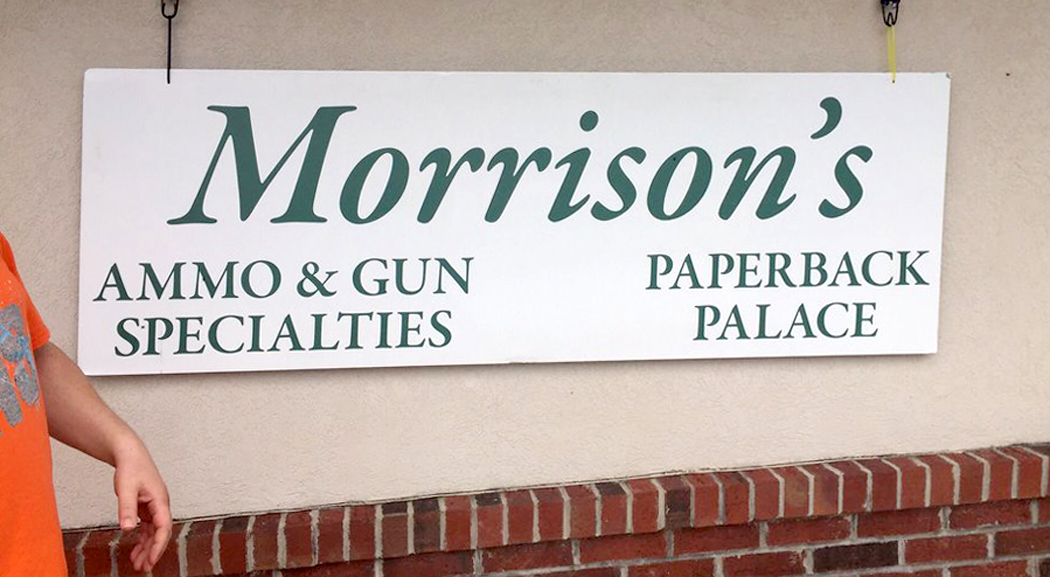 Morrison's
AMMO & GUN
SPECIALTIES
PAPERBACK
PALACE